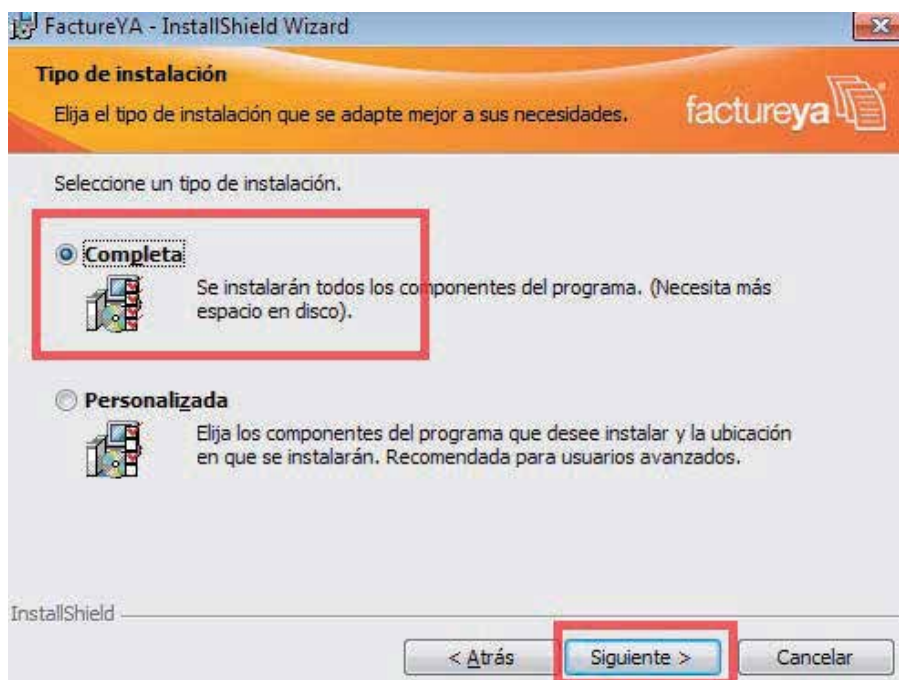 FactureYA - InstallShield Wizard
Tipo de instalación
Elija el tipo de instalación que se adapte mejor a sus necesidades.
factureya
Seleccione un tipo de instalación.
Completa
Se instalarán todos los componentes del programa. (Necesita más
espacio en disco).
Personalizada
Elija los componentes del programa que desee instalar y la ubicación
en que se instalarán. Recomendada para usuarios avanzados.
InstallShield
< Atrás
Siguiente >
Cancelar